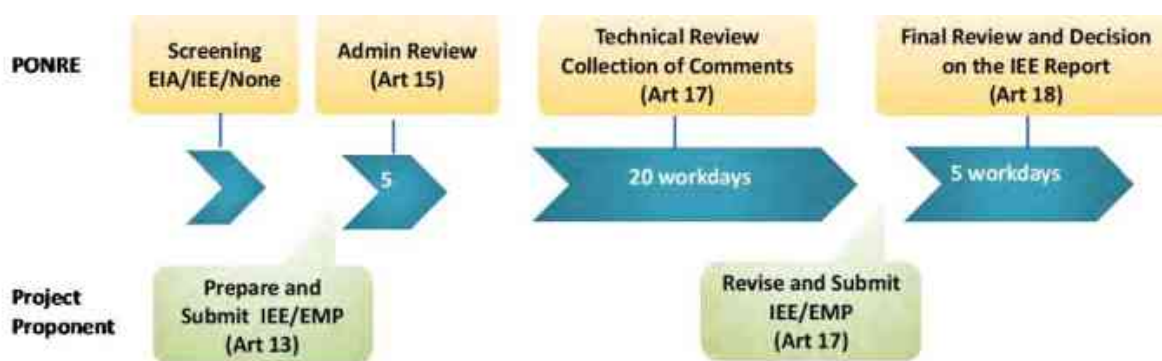 PONRE
Screening
EIA/IEE/None
Admin Review
(Art 15)
Technical Review
Collection of Comments
(Art 17)
Final Review and Decision
on the IEE Report
(Art 18)
5
20 workdays
5 workdays
Project
Proponent
Prepare and
Submit IEE/EMP
(Art 13)
Revise and Submit
IEE/EMP
(Art 17)